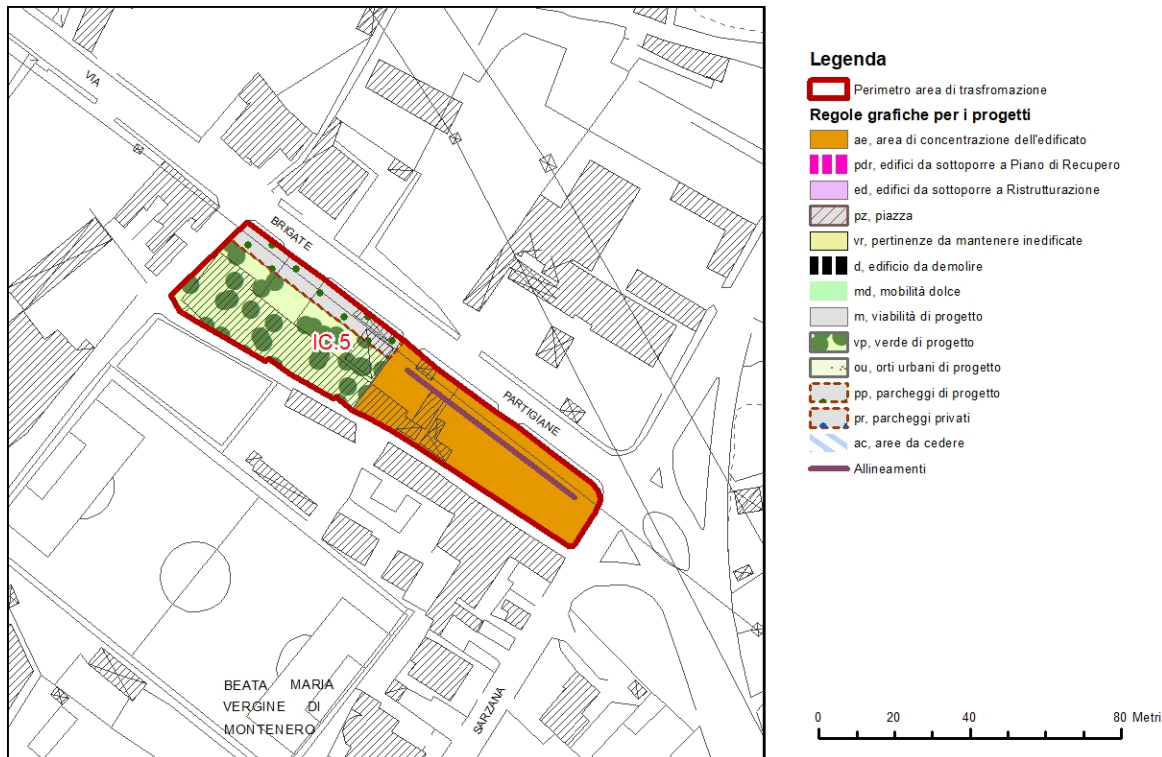 VIA
BRIGATE
PARTIGIANE
IC.5
BEATA MARIA
VERGINE DI
MONTENERO
SARZANA
Legenda
Perimetro area di trasfromazione
Regole grafiche per i progetti
ae, area di concentrazione dell'edificato
pdr, edifici da sottoporre a Piano di Recupero
ed, edifici da sottoporre a Ristrutturazione
pz, piazza
vr, pertinenze da mantenere inedificate
d, edificio da demolire
md, mobilità dolce
m, viabilità di progetto
vp, verde di progetto
ou, orti urbani di progetto
pp, parcheggi di progetto
pr, parcheggi privati
ac, aree da cedere
Allineamenti
0 20 40 80 Metri